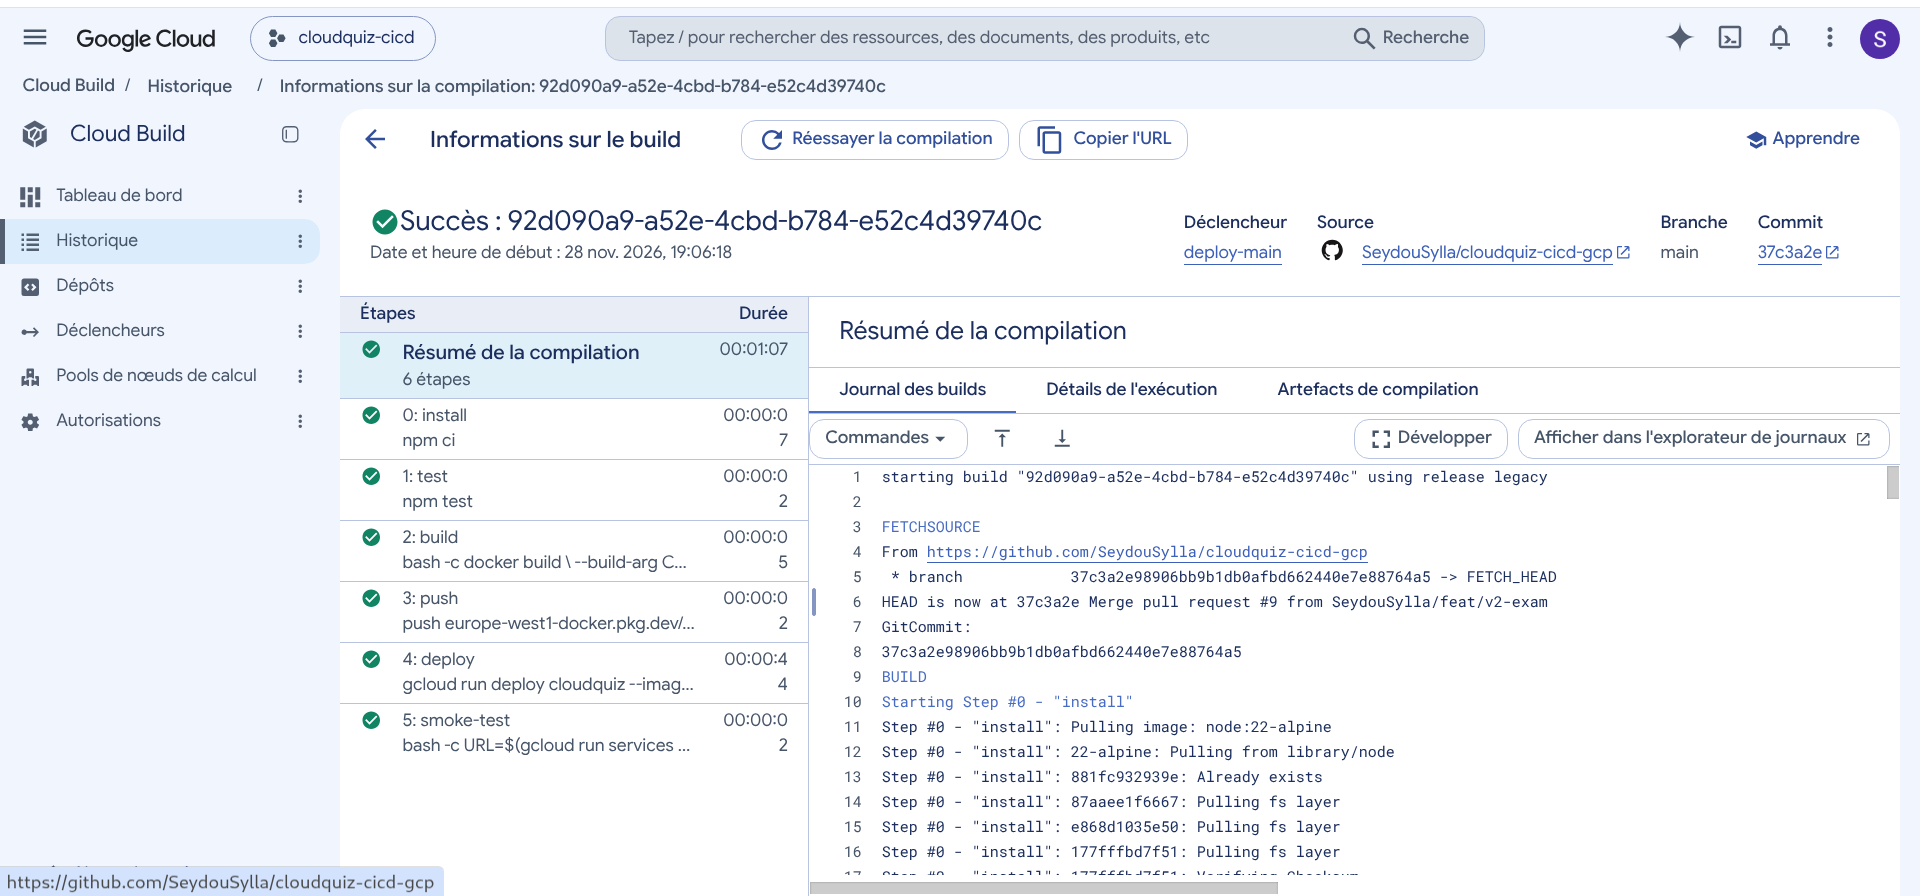 Google Cloud
cloudquiz-cicd
Tapez / pour rechercher des ressources, des documents, des produits, etc
Recherche
S
Cloud Build / Historique / Informations sur la compilation: 92d090a9-a52e-4cbd-b784-e52c4d39740c
Cloud Build
Tableau de bord
Historique
Dépôts
Déclencheurs
Pools de nœuds de calcul
Autorisations
Informations sur le build
Réessayer la compilation
Copier l'URL
Apprendre
Succès : 92d090a9-a52e-4cbd-b784-e52c4d39740c
Date et heure de début : 28 nov. 2026, 19:06:18
Déclencheur
deploy-main
Source
SeydouSylla/cloudquiz-cicd-gcp
Branche
main
Commit
37c3a2e
Étapes Durée
Résumé de la compilation 00:01:07
6 étapes
0: install 00:00:0
npm ci 7
1: test 00:00:0
npm test 2
2: build 00:00:0
bash -c docker build \ --build-arg C... 5
3: push 00:00:0
push europe-west1-docker.pkg.dev/... 2
4: deploy 00:00:4
gcloud run deploy cloudquiz --imag... 4
5: smoke-test 00:00:0
bash -c URL=$(gcloud run services ... 2
Résumé de la compilation
Journal des builds
Détails de l'exécution
Artefacts de compilation
Commandes
Développer
Afficher dans l'explorateur de journaux
1 starting build "92d090a9-a52e-4cbd-b784-e52c4d39740c" using release legacy
2
3 FETCHSOURCE
4 From https://github.com/SeydouSylla/cloudquiz-cicd-gcp
5 * branch 37c3a2e98906bb9b1db0afbd662440e7e88764a5 -> FETCH_HEAD
6 HEAD is now at 37c3a2e Merge pull request #9 from SeydouSylla/feat/v2-exam
7 GitCommit:
8 37c3a2e98906bb9b1db0afbd662440e7e88764a5
9 BUILD
10 Starting Step #0 - "install"
11 Step #0 - "install": Pulling image: node:22-alpine
12 Step #0 - "install": 22-alpine: Pulling from library/node
13 Step #0 - "install": 881fc932939e: Already exists
14 Step #0 - "install": 87aaee1f6667: Pulling fs layer
15 Step #0 - "install": e868d1035e50: Pulling fs layer
16 Step #0 - "install": 177fffbd7f51: Pulling fs layer
17 Step #0 - "install": 177fffbd7f51: Verifying Checksum
https://github.com/SeydouSylla/cloudquiz-cicd-gcp